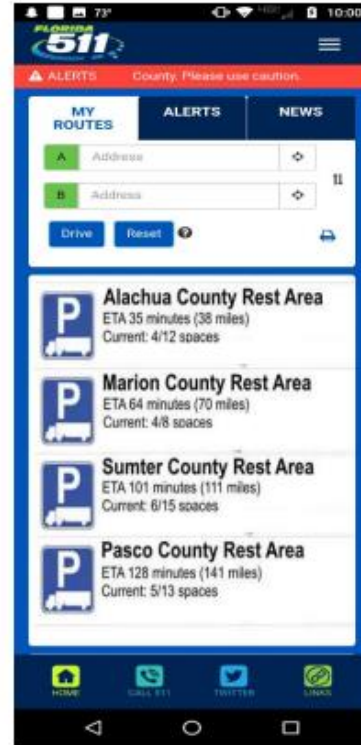 73°
10:00
FLORIDA
511
ALERTS County. Please use caution.
MY ROUTES
ALERTS
NEWS
A Address
B Address
Drive Reset ?
P
Alachua County Rest Area
ETA 35 minutes (38 miles)
Current: 4/12 spaces
P
Marion County Rest Area
ETA 64 minutes (70 miles)
Current: 4/8 spaces
P
Sumter County Rest Area
ETA 101 minutes (111 miles)
Current: 6/15 spaces
P
Pasco County Rest Area
ETA 128 minutes (141 miles)
Current: 5/13 spaces
HOME
CALL 511
TWITTER
LINKS